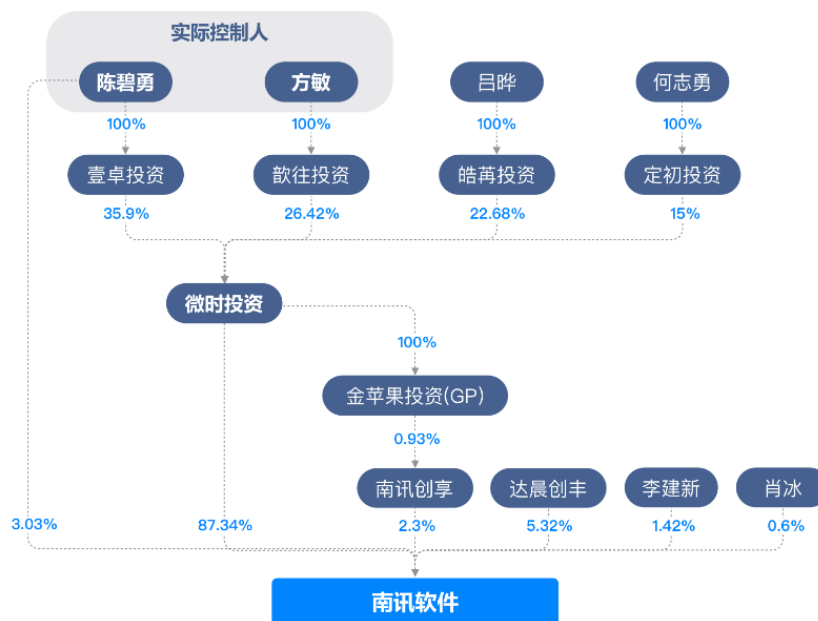 实际控制人
陈碧勇 方敏 吕晔 何志勇
100% 100% 100% 100%
壹卓投资 歆往投资 皓苒投资 定初投资
35.9% 26.42% 22.68% 15%
微时投资
100%
金苹果投资(GP)
0.93%
南讯创享 达晨创丰 李建新 肖冰
3.03% 87.34% 2.3% 5.32% 1.42% 0.6%
南讯软件